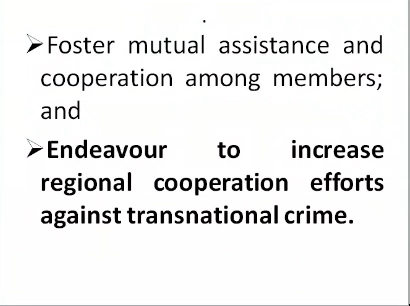 .
➢Foster mutual assistance and
cooperation among members;
and
➢Endeavour to increase
regional cooperation efforts
against transnational crime.